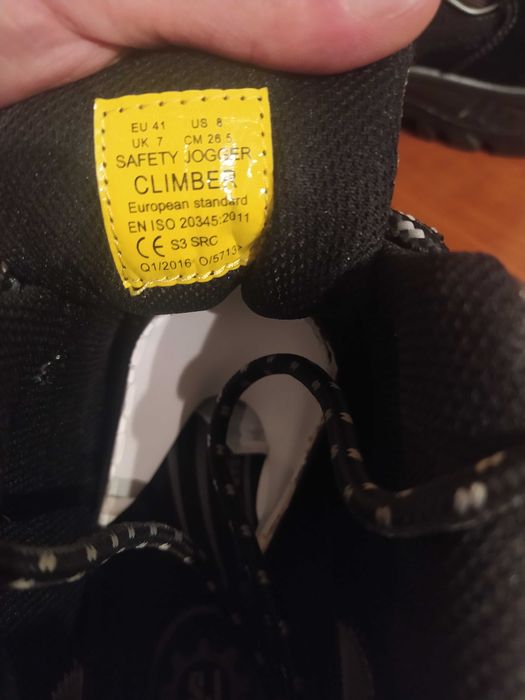 EU 41 US 8
UK 7 CM 26.5
SAFETY JOGGER
CLIMBER
European standard
EN ISO 20345:2011
CE S3 SRC
Q1/2016 O/5713
SJ